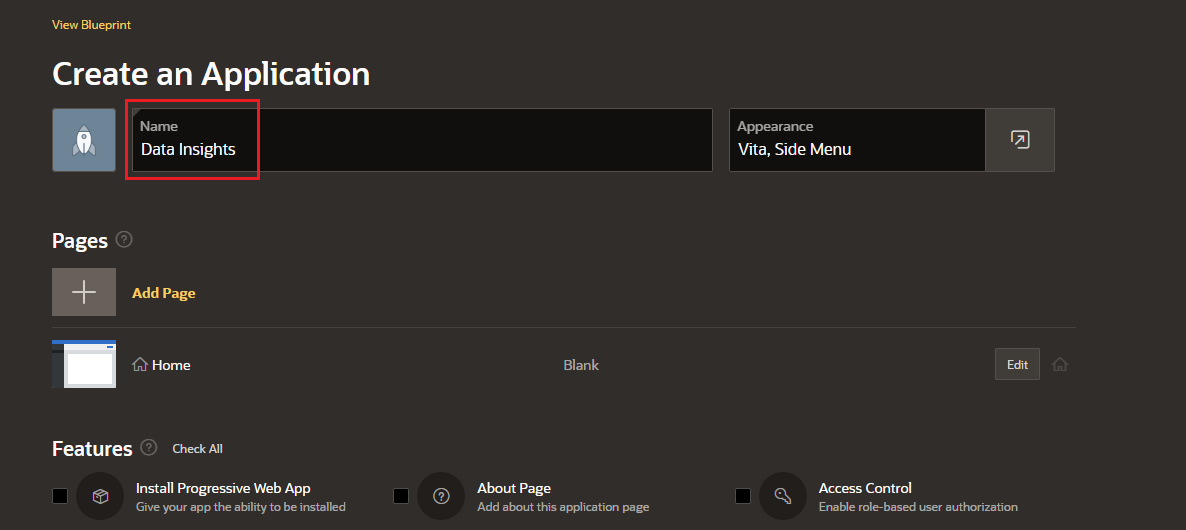 View Blueprint
Create an Application
Name
Data Insights
Appearance
Vita, Side Menu
Pages
Add Page
Home
Blank
Edit
Features
Check All
Install Progressive Web App
Give your app the ability to be installed
About Page
Add about this application page
Access Control
Enable role-based user authorization